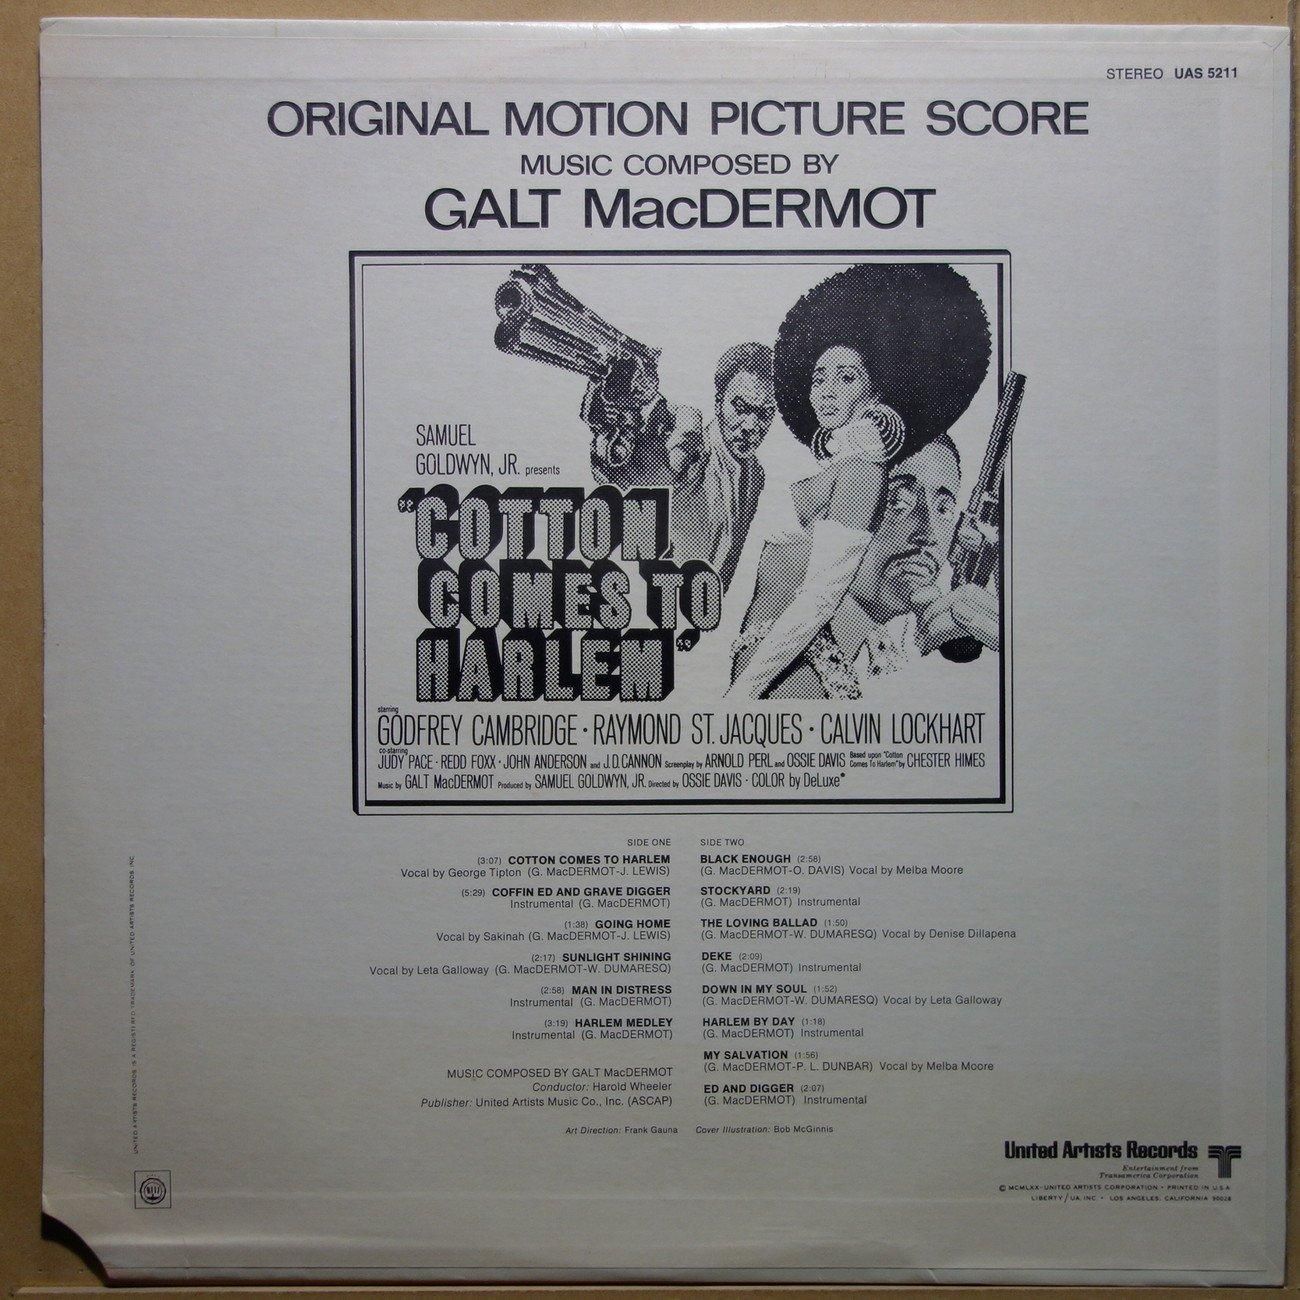 STEREO UAS 5211
ORIGINAL MOTION PICTURE SCORE
MUSIC COMPOSED BY
GALT MacDERMOT
SAMUEL
GOLDWYN, JR. presents
"COTTON
COMES TO
HARLEM"
starring
GODFREY CAMBRIDGE · RAYMOND ST. JACQUES · CALVIN LOCKHART
co-starring
JUDY PACE · REDD FOXX · JOHN ANDERSON and J.D. CANNON Screenplay by ARNOLD PERL and OSSIE DAVIS Based upon "Cotton Comes To Harlem" by CHESTER HIMES
Music by GALT MacDERMOT Produced by SAMUEL GOLDWYN, JR. Directed by OSSIE DAVIS · COLOR by DeLuxe®
SIDE ONE
(3:07) COTTON COMES TO HARLEM
Vocal by George Tipton (G. MacDERMOT-J. LEWIS)
(5:29) COFFIN ED AND GRAVE DIGGER
Instrumental (G. MacDERMOT)
(1:38) GOING HOME
Vocal by Sakinah (G. MacDERMOT-J. LEWIS)
(2:17) SUNLIGHT SHINING
Vocal by Leta Galloway (G. MacDERMOT-W. DUMARESQ)
(2:58) MAN IN DISTRESS
Instrumental (G. MacDERMOT)
(3:19) HARLEM MEDLEY
Instrumental (G. MacDERMOT)
MUSIC COMPOSED BY GALT MacDERMOT
Conductor: Harold Wheeler
Publisher: United Artists Music Co., Inc. (ASCAP)
SIDE TWO
BLACK ENOUGH (2:58)
(G. MacDERMOT-O. DAVIS) Vocal by Melba Moore
STOCKYARD (2:19)
(G. MacDERMOT) Instrumental
THE LOVING BALLAD (1:50)
(G. MacDERMOT-W. DUMARESQ) Vocal by Denise Dillapena
DEKE (2:09)
(G. MacDERMOT) Instrumental
DOWN IN MY SOUL (1:52)
(G. MacDERMOT-W. DUMARESQ) Vocal by Leta Galloway
HARLEM BY DAY (1:18)
(G. MacDERMOT) Instrumental
MY SALVATION (1:56)
(G. MacDERMOT-P. L. DUNBAR) Vocal by Melba Moore
ED AND DIGGER (2:07)
(G. MacDERMOT) Instrumental
Art Direction: Frank Gauna Cover Illustration: Bob McGinnis
UNITED ARTISTS RECORDS IS A REGISTERED TRADEMARK OF UNITED ARTISTS RECORDS, INC.
United Artists Records
Entertainment from
Transamerica Corporation
© MCMLXX · UNITED ARTISTS CORPORATION · PRINTED IN U.S.A.
LIBERTY/UA, INC. · LOS ANGELES, CALIFORNIA 90028